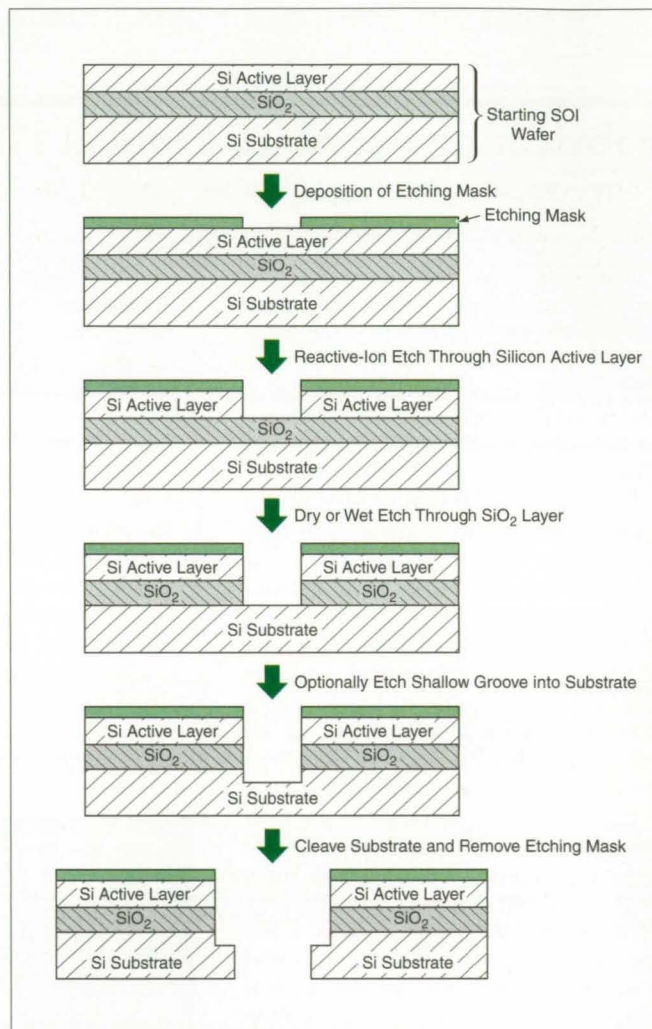 Si Active Layer
SiO2
Si Substrate
Starting SOI
Wafer
Deposition of Etching Mask
Etching Mask
Si Active Layer
SiO2
Si Substrate
Reactive-Ion Etch Through Silicon Active Layer
Si Active Layer Si Active Layer
SiO2
Si Substrate
Dry or Wet Etch Through SiO2 Layer
Si Active Layer Si Active Layer
SiO2 SiO2
Si Substrate
Optionally Etch Shallow Groove into Substrate
Si Active Layer Si Active Layer
SiO2 SiO2
Si Substrate
Cleave Substrate and Remove Etching Mask
Si Active Layer Si Active Layer
SiO2 SiO2
Si Substrate Si Substrate